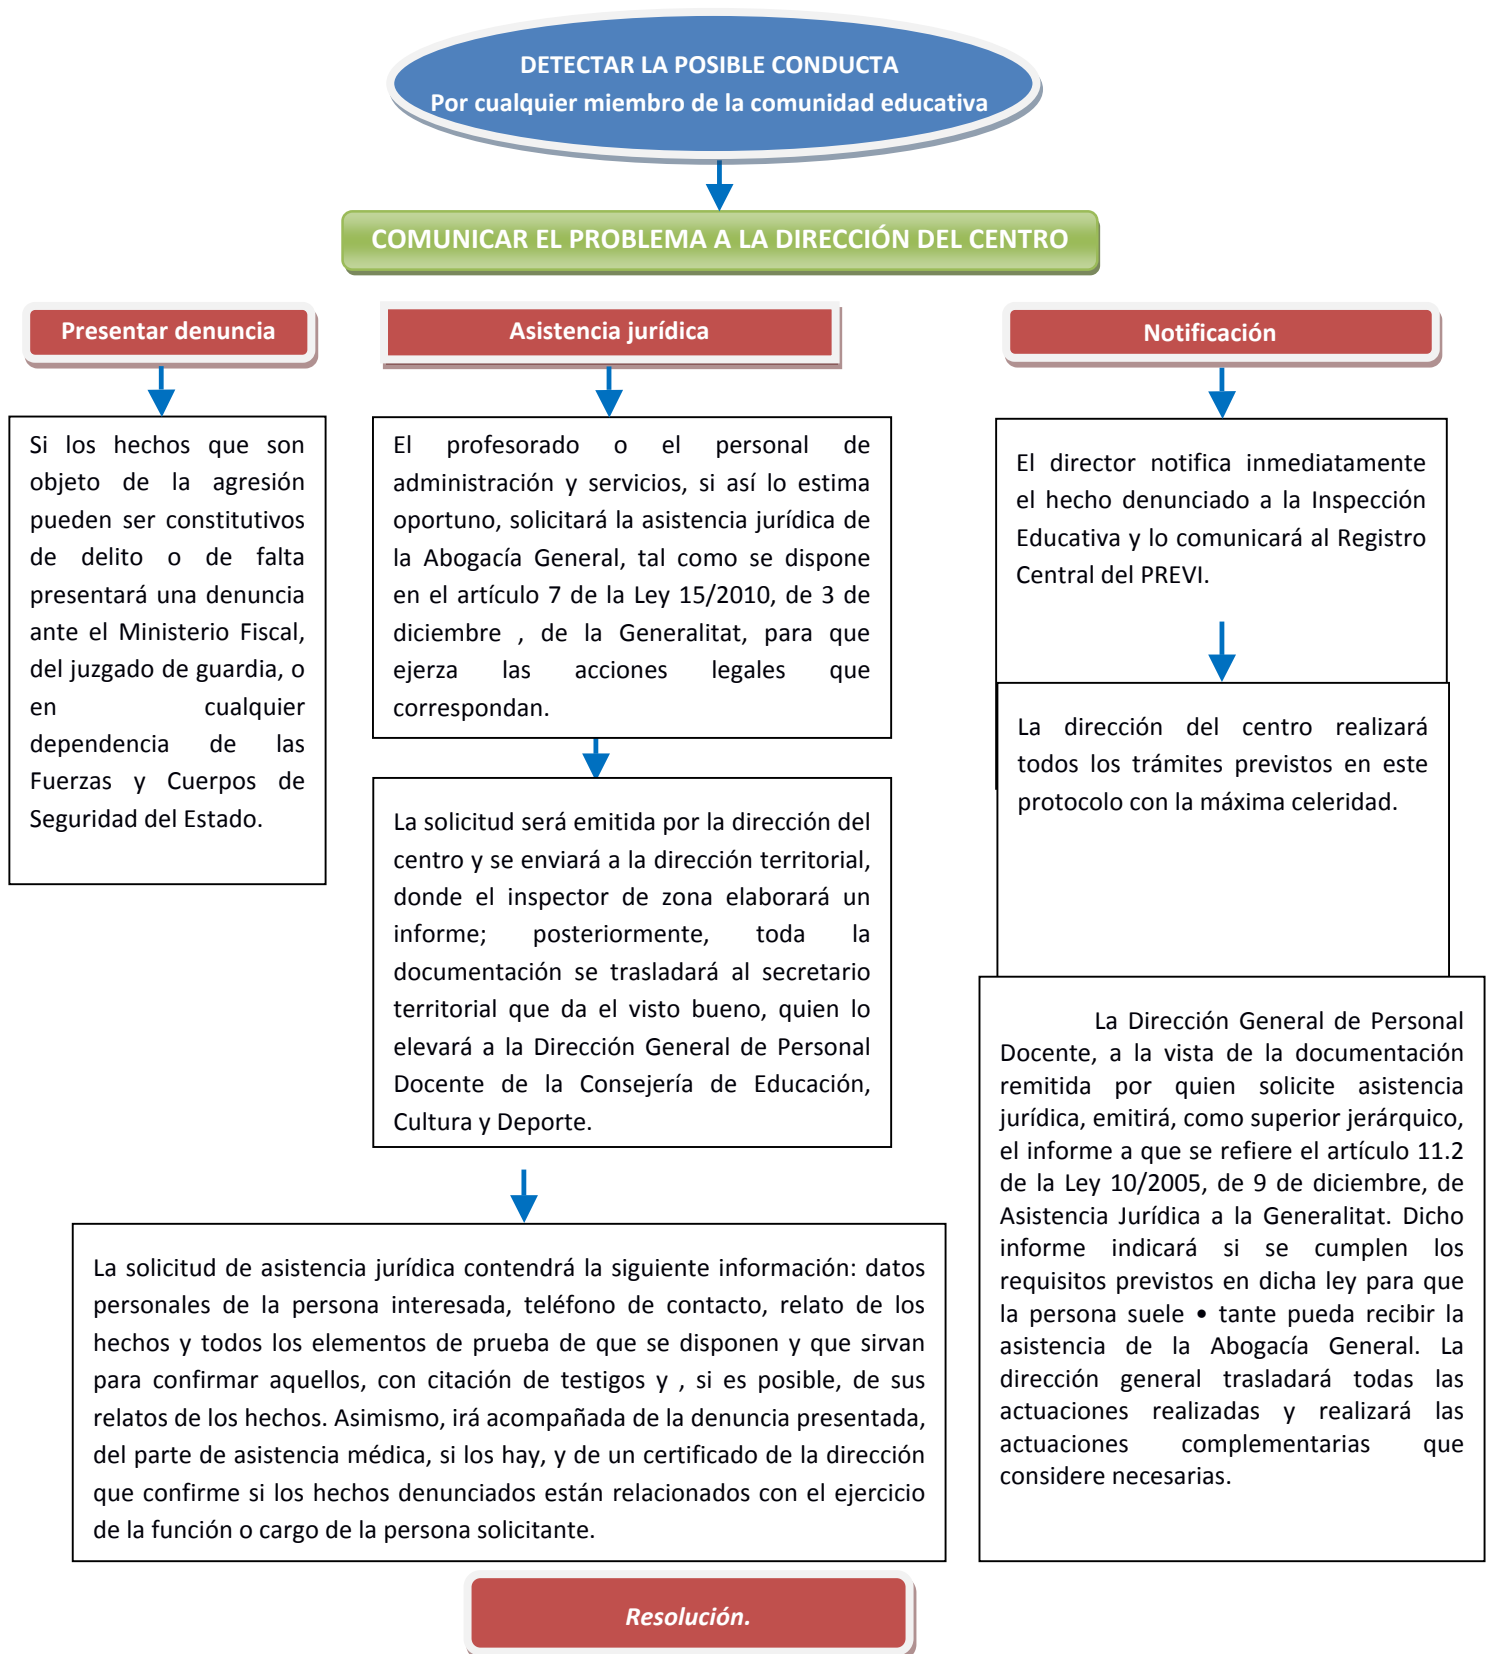 DETECTAR LA POSIBLE CONDUCTA
Por cualquier miembro de la comunidad educativa
COMUNICAR EL PROBLEMA A LA DIRECCIÓN DEL CENTRO
Presentar denuncia
Si los hechos que son
objeto de la agresión
pueden ser constitutivos
de delito o de falta
presentará una denuncia
ante el Ministerio Fiscal,
del juzgado de guardia, o
en cualquier
dependencia de las
Fuerzas y Cuerpos de
Seguridad del Estado.
Asistencia jurídica
El profesorado o el personal de
administración y servicios, si así lo estima
oportuno, solicitará la asistencia jurídica de
la Abogacía General, tal como se dispone
en el artículo 7 de la Ley 15/2010, de 3 de
diciembre , de la Generalitat, para que
ejerza las acciones legales que
correspondan.
La solicitud será emitida por la dirección del
centro y se enviará a la dirección territorial,
donde el inspector de zona elaborará un
informe; posteriormente, toda la
documentación se trasladará al secretario
territorial que da el visto bueno, quien lo
elevará a la Dirección General de Personal
Docente de la Consejería de Educación,
Cultura y Deporte.
La solicitud de asistencia jurídica contendrá la siguiente información: datos
personales de la persona interesada, teléfono de contacto, relato de los
hechos y todos los elementos de prueba de que se disponen y que sirvan
para confirmar aquellos, con citación de testigos y , si es posible, de sus
relatos de los hechos. Asimismo, irá acompañada de la denuncia presentada,
del parte de asistencia médica, si los hay, y de un certificado de la dirección
que confirme si los hechos denunciados están relacionados con el ejercicio
de la función o cargo de la persona solicitante.
Notificación
El director notifica inmediatamente
el hecho denunciado a la Inspección
Educativa y lo comunicará al Registro
Central del PREVI.
La dirección del centro realizará
todos los trámites previstos en este
protocolo con la máxima celeridad.
La Dirección General de Personal
Docente, a la vista de la documentación
remitida por quien solicite asistencia
jurídica, emitirá, como superior jerárquico,
el informe a que se refiere el artículo 11.2
de la Ley 10/2005, de 9 de diciembre, de
Asistencia Jurídica a la Generalitat. Dicho
informe indicará si se cumplen los
requisitos previstos en dicha ley para que
la persona suele • tante pueda recibir la
asistencia de la Abogacía General. La
dirección general trasladará todas las
actuaciones realizadas y realizará las
actuaciones complementarias que
considere necesarias.
Resolución.